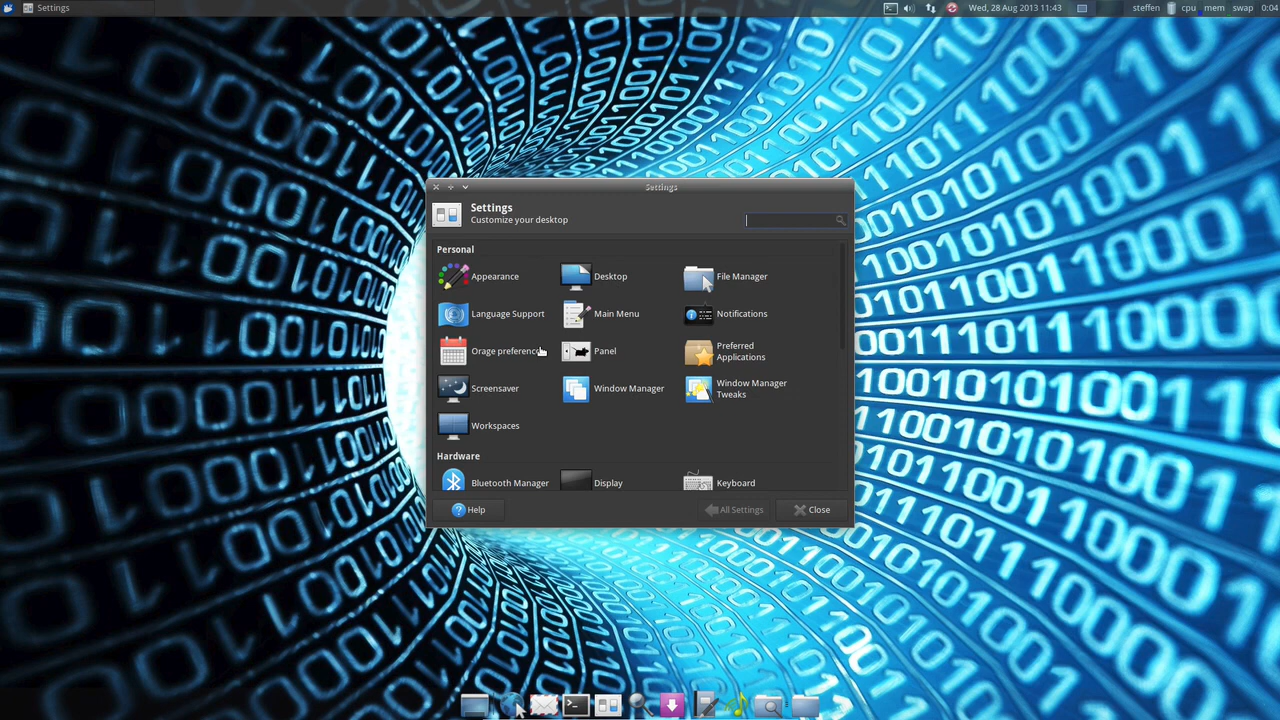 Settings
Wed, 28 Aug 2013 11:43
steffen
cpu
mem
swap
0:04
Settings
Settings
Customize your desktop
Personal
Appearance
Desktop
File Manager
Language Support
Main Menu
Notifications
Orage preferenc
Panel
Preferred
Applications
Screensaver
Window Manager
Window Manager
Tweaks
Workspaces
Hardware
Bluetooth Manager
Display
Keyboard
Help
All Settings
Close